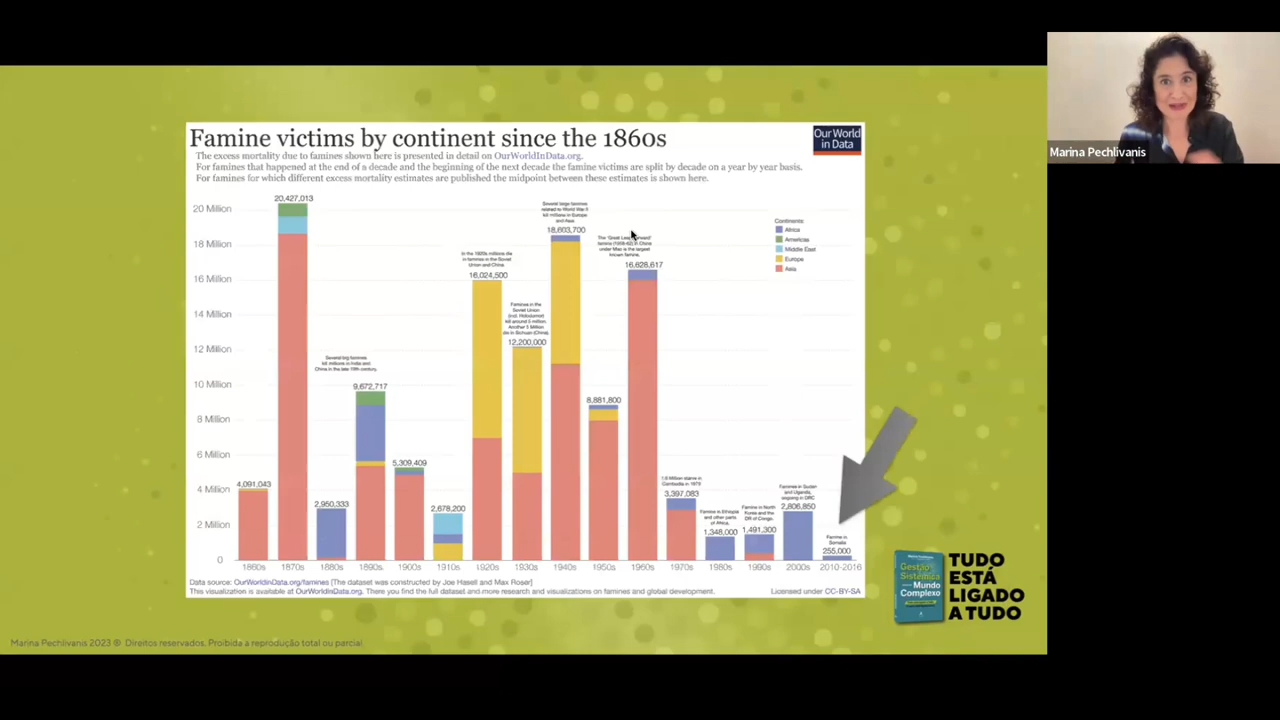 Marina Pechlivanis
Famine victims by continent since the 1860s
Our World
in Data
The excess mortality due to famines shown here is presented in detail on OurWorldInData.org.
For famines that happened at the end of a decade and the beginning of the next decade the famine victims are split by decade on a year by year basis.
For famines for which different excess mortality estimates are published the midpoint between these estimates is shown here.
20 Million
18 Million
16 Million
14 Million
12 Million
10 Million
8 Million
6 Million
4 Million
2 Million
0
4,091,043
20,427,013
2,950,333
Several big famines
kill millions in India and
China in the late 19th century.
9,672,717
5,309,409
2,678,200
In the 1920s millions die
in famines in the Soviet
Union and China
16,024,500
Famines in the
Soviet Union
(incl. Holodomor)
kill around 5 million.
Another 5 Million
die in Sichuan (China).
12,200,000
Several large famines
related to World War II
kill millions in Europe
and Asia.
18,603,700
8,881,800
The 'Great Leap Forward'
famine (1959-62) in China
under Mao is the largest
known famine.
16,628,617
1.8 Million starve in
Cambodia in 1979
3,397,083
Famine in Ethiopia
and other parts
of Africa.
1,348,000
Famine in North
Korea and the
DR of Congo.
1,491,300
Famines in Sudan
and Uganda,
ongoing in DRC
2,806,850
Famine in
Somalia
255,000
Continents
Africa
Americas
Middle East
Europe
Asia
1860s 1870s 1880s 1890s 1900s 1910s 1920s 1930s 1940s 1950s 1960s 1970s 1980s 1990s 2000s 2010-2016
Data source: OurWorldInData.org/famines [The dataset was constructed by Joe Hasell and Max Roser]
This visualization is available at OurWorldInData.org. There you find the full dataset and more research and visualizations on famines and global development.
Licensed under CC-BY-SA
Gestão
Sistêmica
Mundo
Complexo
TUDO
ESTÁ
LIGADO
A TUDO
Marina Pechlivanis 2023 ® Direitos reservados. Proibida a reprodução total ou parcial